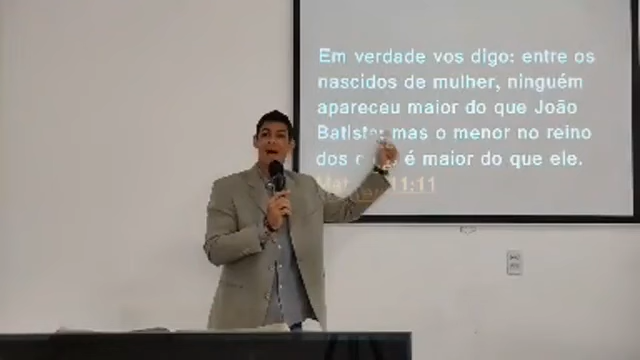 Em verdade vos digo: entre os
nascidos de mulher, ninguém
apareceu maior do que João
Batista; mas o menor no reino
dos é maior do que ele.
11:11